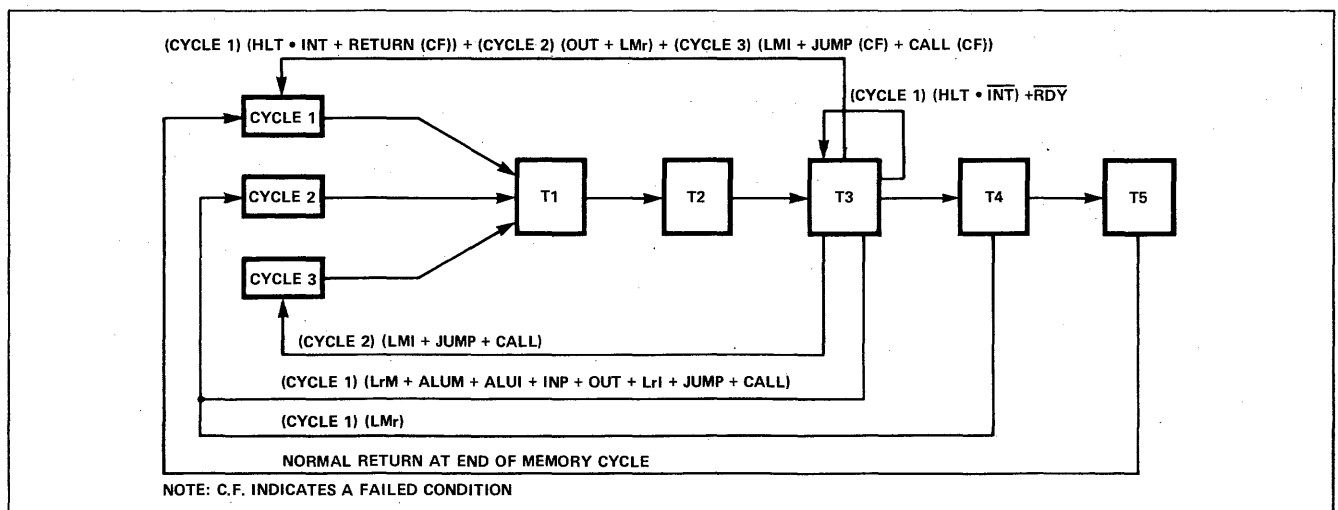 (CYCLE 1) (HLT • INT + RETURN (CF)) + (CYCLE 2) (OUT + LMr) + (CYCLE 3) (LMI + JUMP (CF) + CALL (CF))
(CYCLE 1) (HLT • I̅N̅T̅) +R̅D̅Y̅
CYCLE 1
CYCLE 2
CYCLE 3
T1
T2
T3
T4
T5
(CYCLE 2) (LMI + JUMP + CALL)
(CYCLE 1) (LrM + ALUM + ALUI + INP + OUT + LrI + JUMP + CALL)
(CYCLE 1) (LMr)
NORMAL RETURN AT END OF MEMORY CYCLE
NOTE: C.F. INDICATES A FAILED CONDITION